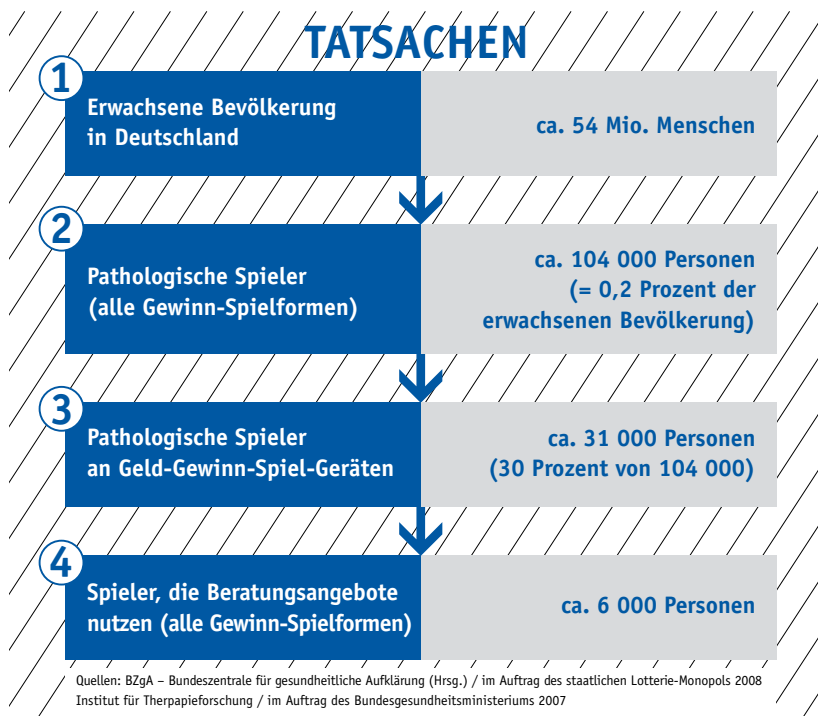 TATSACHEN
1
Erwachsene Bevölkerung
in Deutschland
ca. 54 Mio. Menschen
2
Pathologische Spieler
(alle Gewinn-Spielformen)
ca. 104 000 Personen
(= 0,2 Prozent der
erwachsenen Bevölkerung)
3
Pathologische Spieler
an Geld-Gewinn-Spiel-Geräten
ca. 31 000 Personen
(30 Prozent von 104 000)
4
Spieler, die Beratungsangebote
nutzen (alle Gewinn-Spielformen)
ca. 6 000 Personen
Quellen: BZgA – Bundeszentrale für gesundheitliche Aufklärung (Hrsg.) / im Auftrag des staatlichen Lotterie-Monopols 2008
Institut für Therpapieforschung / im Auftrag des Bundesgesundheitsministeriums 2007